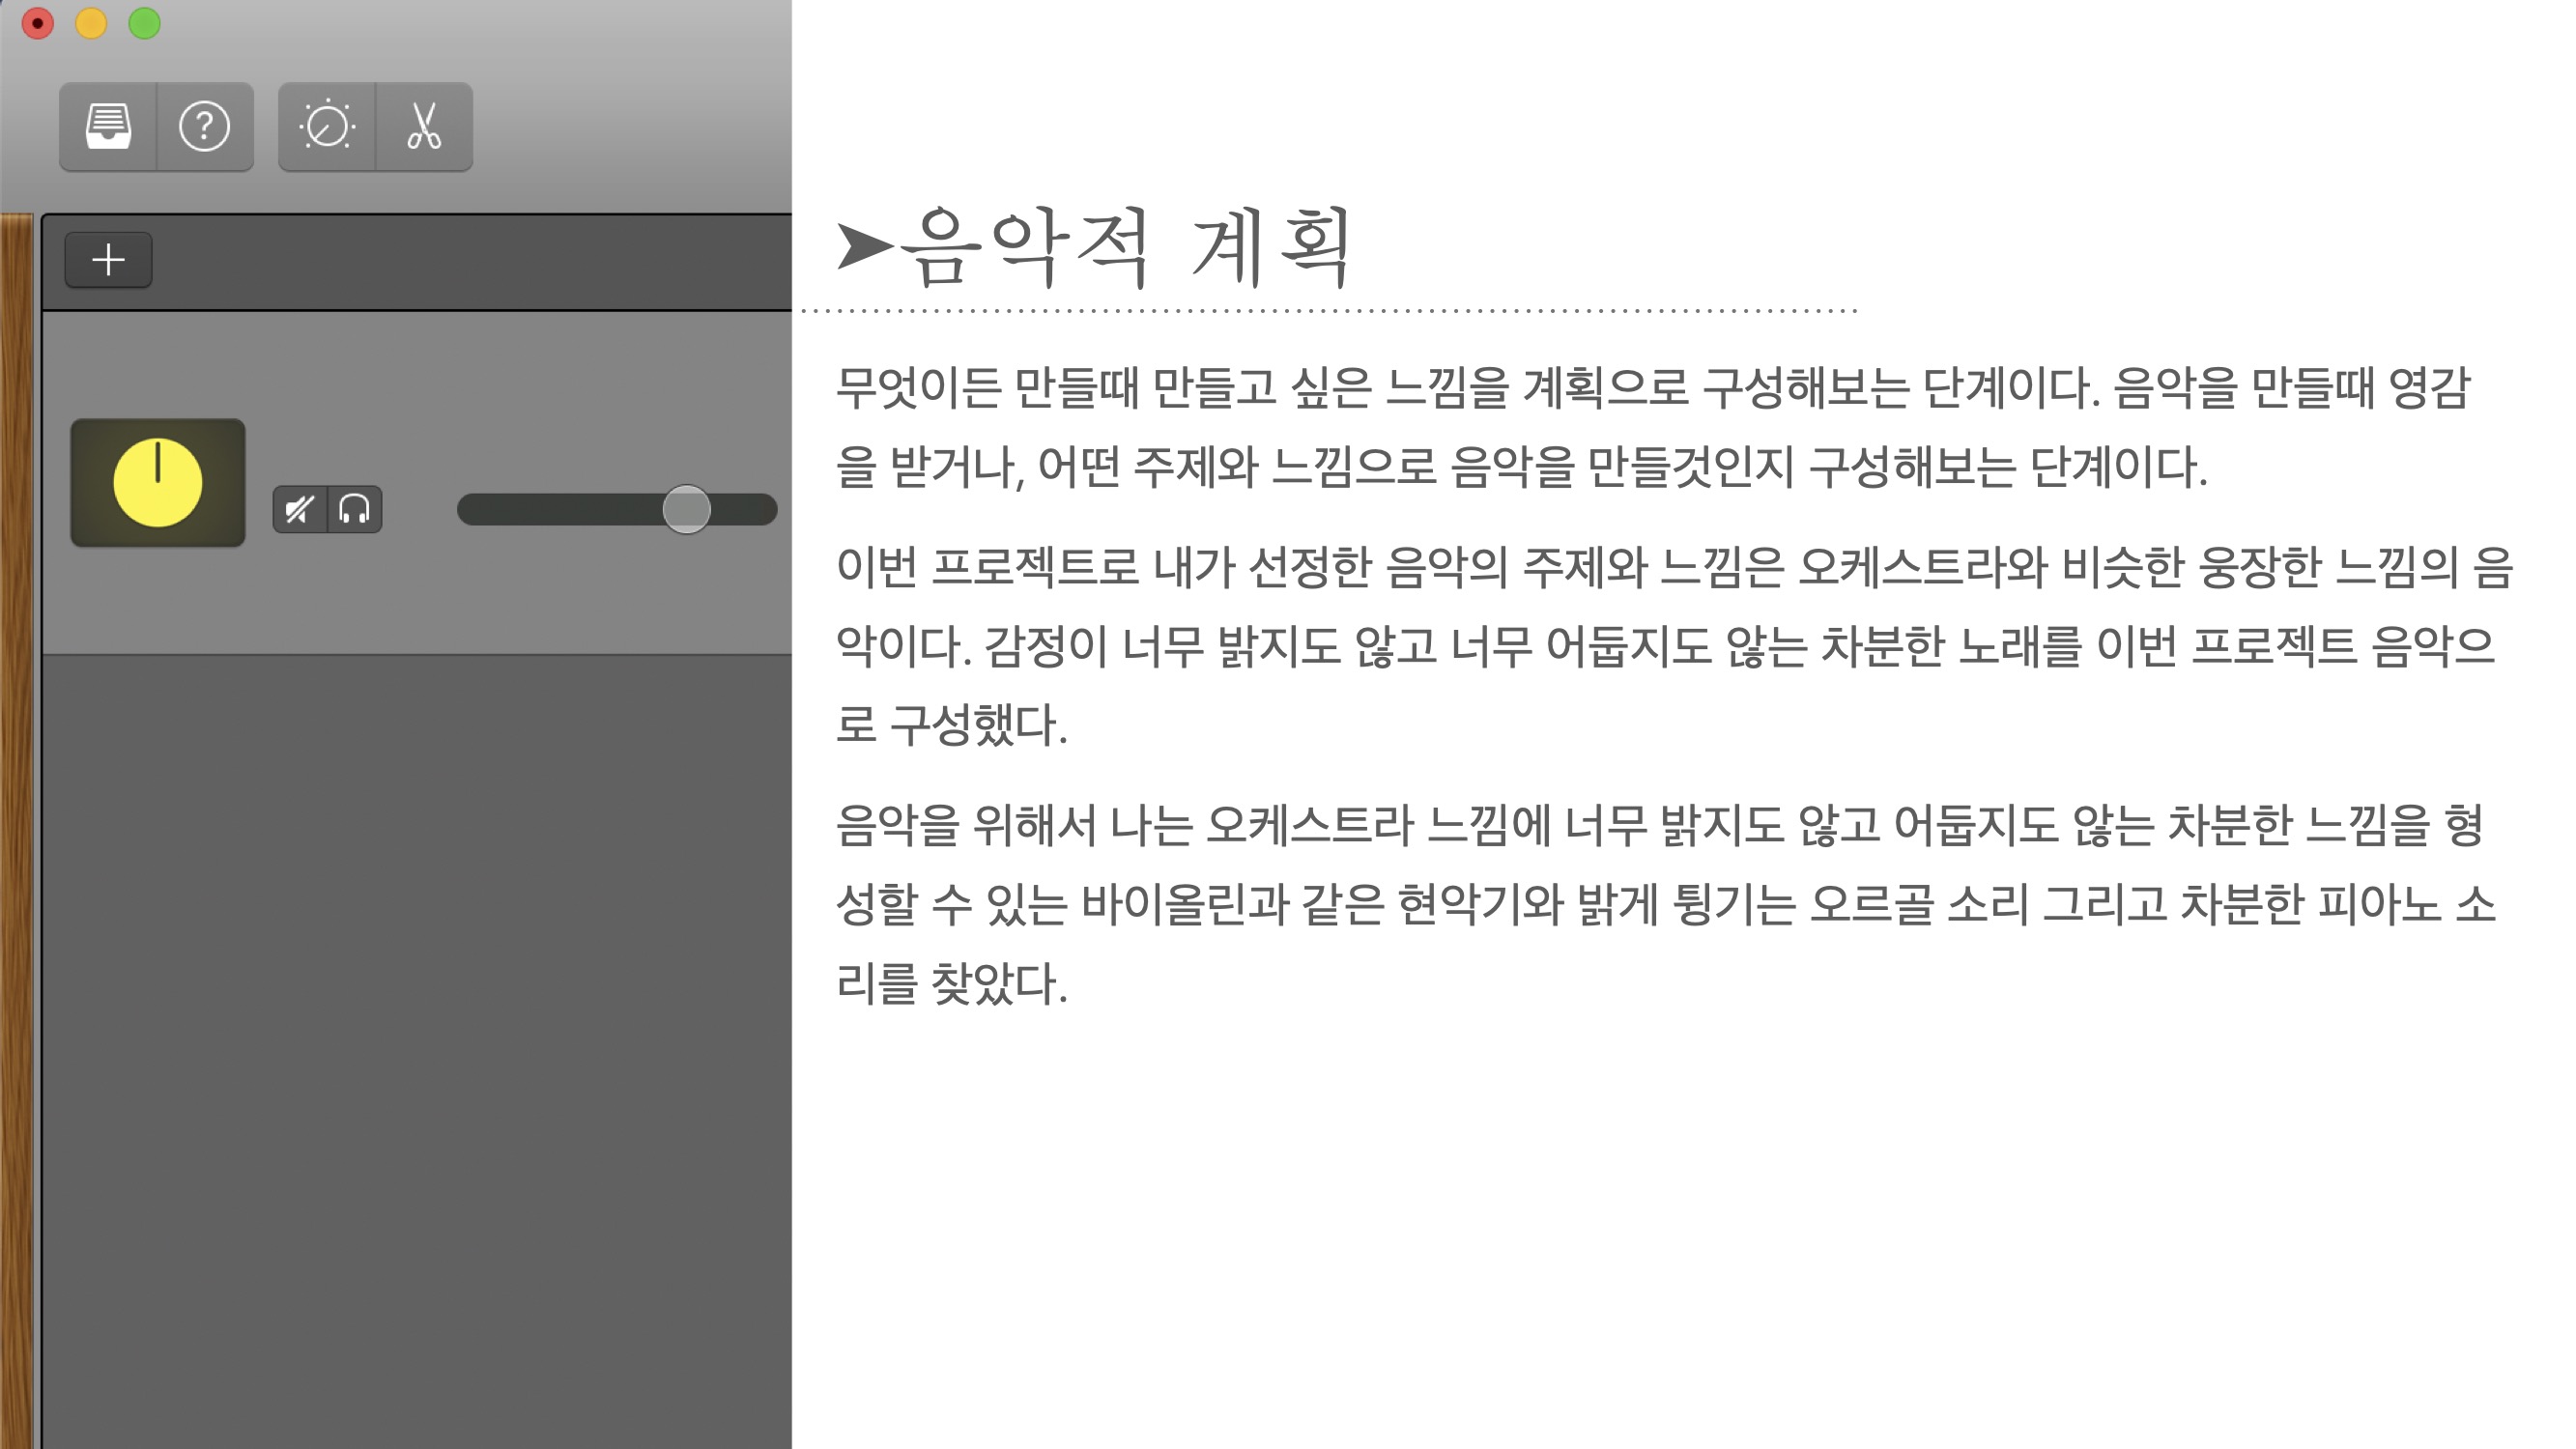 ➤음악적 계획
무엇이든 만들때 만들고 싶은 느낌을 계획으로 구성해보는 단계이다. 음악을 만들때 영감
을 받거나, 어떤 주제와 느낌으로 음악을 만들것인지 구성해보는 단계이다.
이번 프로젝트로 내가 선정한 음악의 주제와 느낌은 오케스트라와 비슷한 웅장한 느낌의 음
악이다. 감정이 너무 밝지도 않고 너무 어둡지도 않는 차분한 노래를 이번 프로젝트 음악으
로 구성했다.
음악을 위해서 나는 오케스트라 느낌에 너무 밝지도 않고 어둡지도 않는 차분한 느낌을 형
성할 수 있는 바이올린과 같은 현악기와 밝게 튕기는 오르골 소리 그리고 차분한 피아노 소
리를 찾았다.